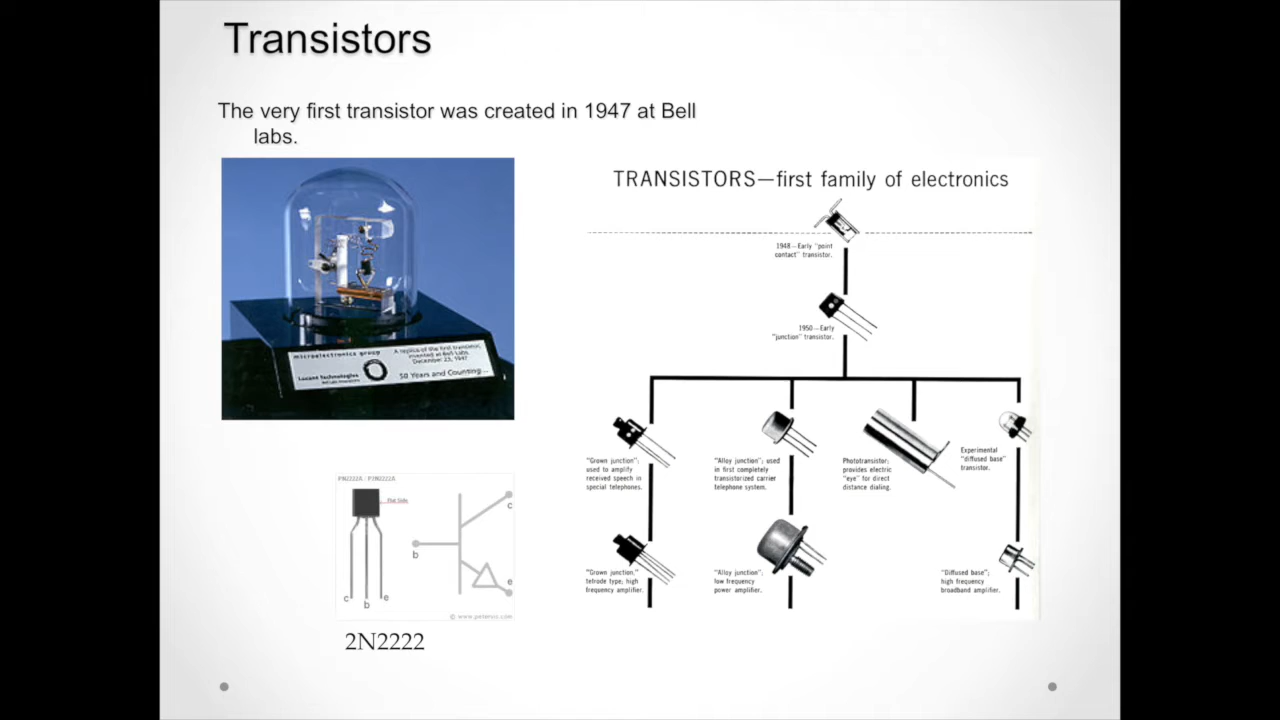 Transistors
The very first transistor was created in 1947 at Bell
labs.
microelectronics group
Lucent Technologies
Bell Labs Innovations
A replica of the first transistor,
invented at Bell Labs,
December 23, 1947
50 Years and Counting...
TRANSISTORS—first family of electronics
1948—Early "point
contact" transistor.
1950—Early
"junction" transistor.
"Grown junction";
used to amplify
received speech in
special telephones.
"Alloy junction"; used
in first completely
transistorized carrier
telephone system.
Phototransistor;
provides electric
"eye" for direct
distance dialing.
Experimental
"diffused base"
transistor.
"Grown junction,"
tetrode type; high
frequency amplifier.
"Alloy junction";
low frequency
power amplifier.
"Diffused base";
high frequency
broadband amplifier.
PN2222A / P2N2222A
Flat Side
c
b
e
c
b
e
© www.petervis.com
2N2222